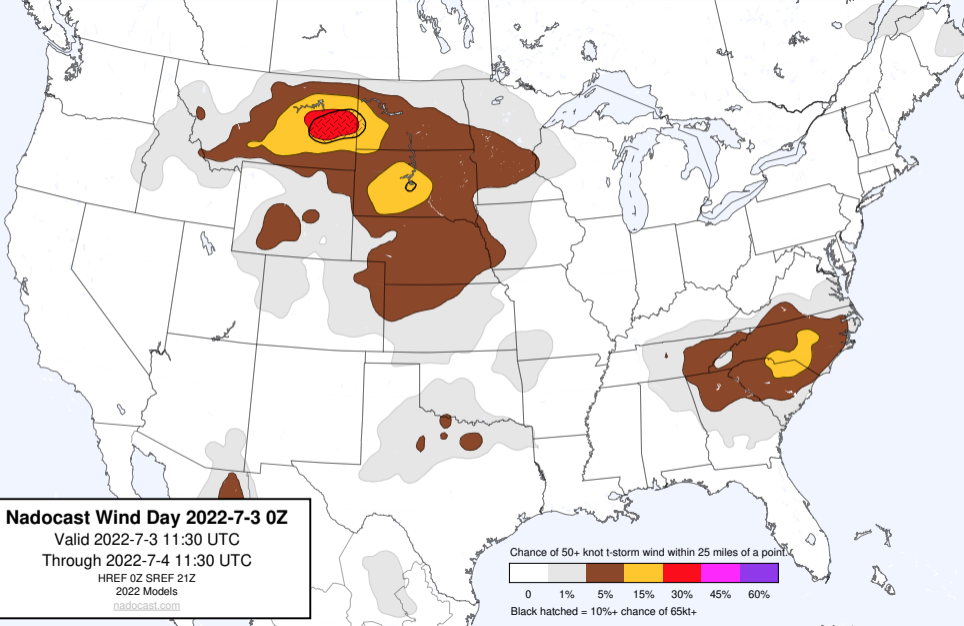 Nadocast Wind Day 2022-7-3 0Z
Valid 2022-7-3 11:30 UTC
Through 2022-7-4 11:30 UTC
HREF 0Z SREF 21Z
2022 Models
nadocast.com
Chance of 50+ knot t-storm wind within 25 miles of a point.
0 1% 5% 15% 30% 45% 60%
Black hatched = 10%+ chance of 65kt+